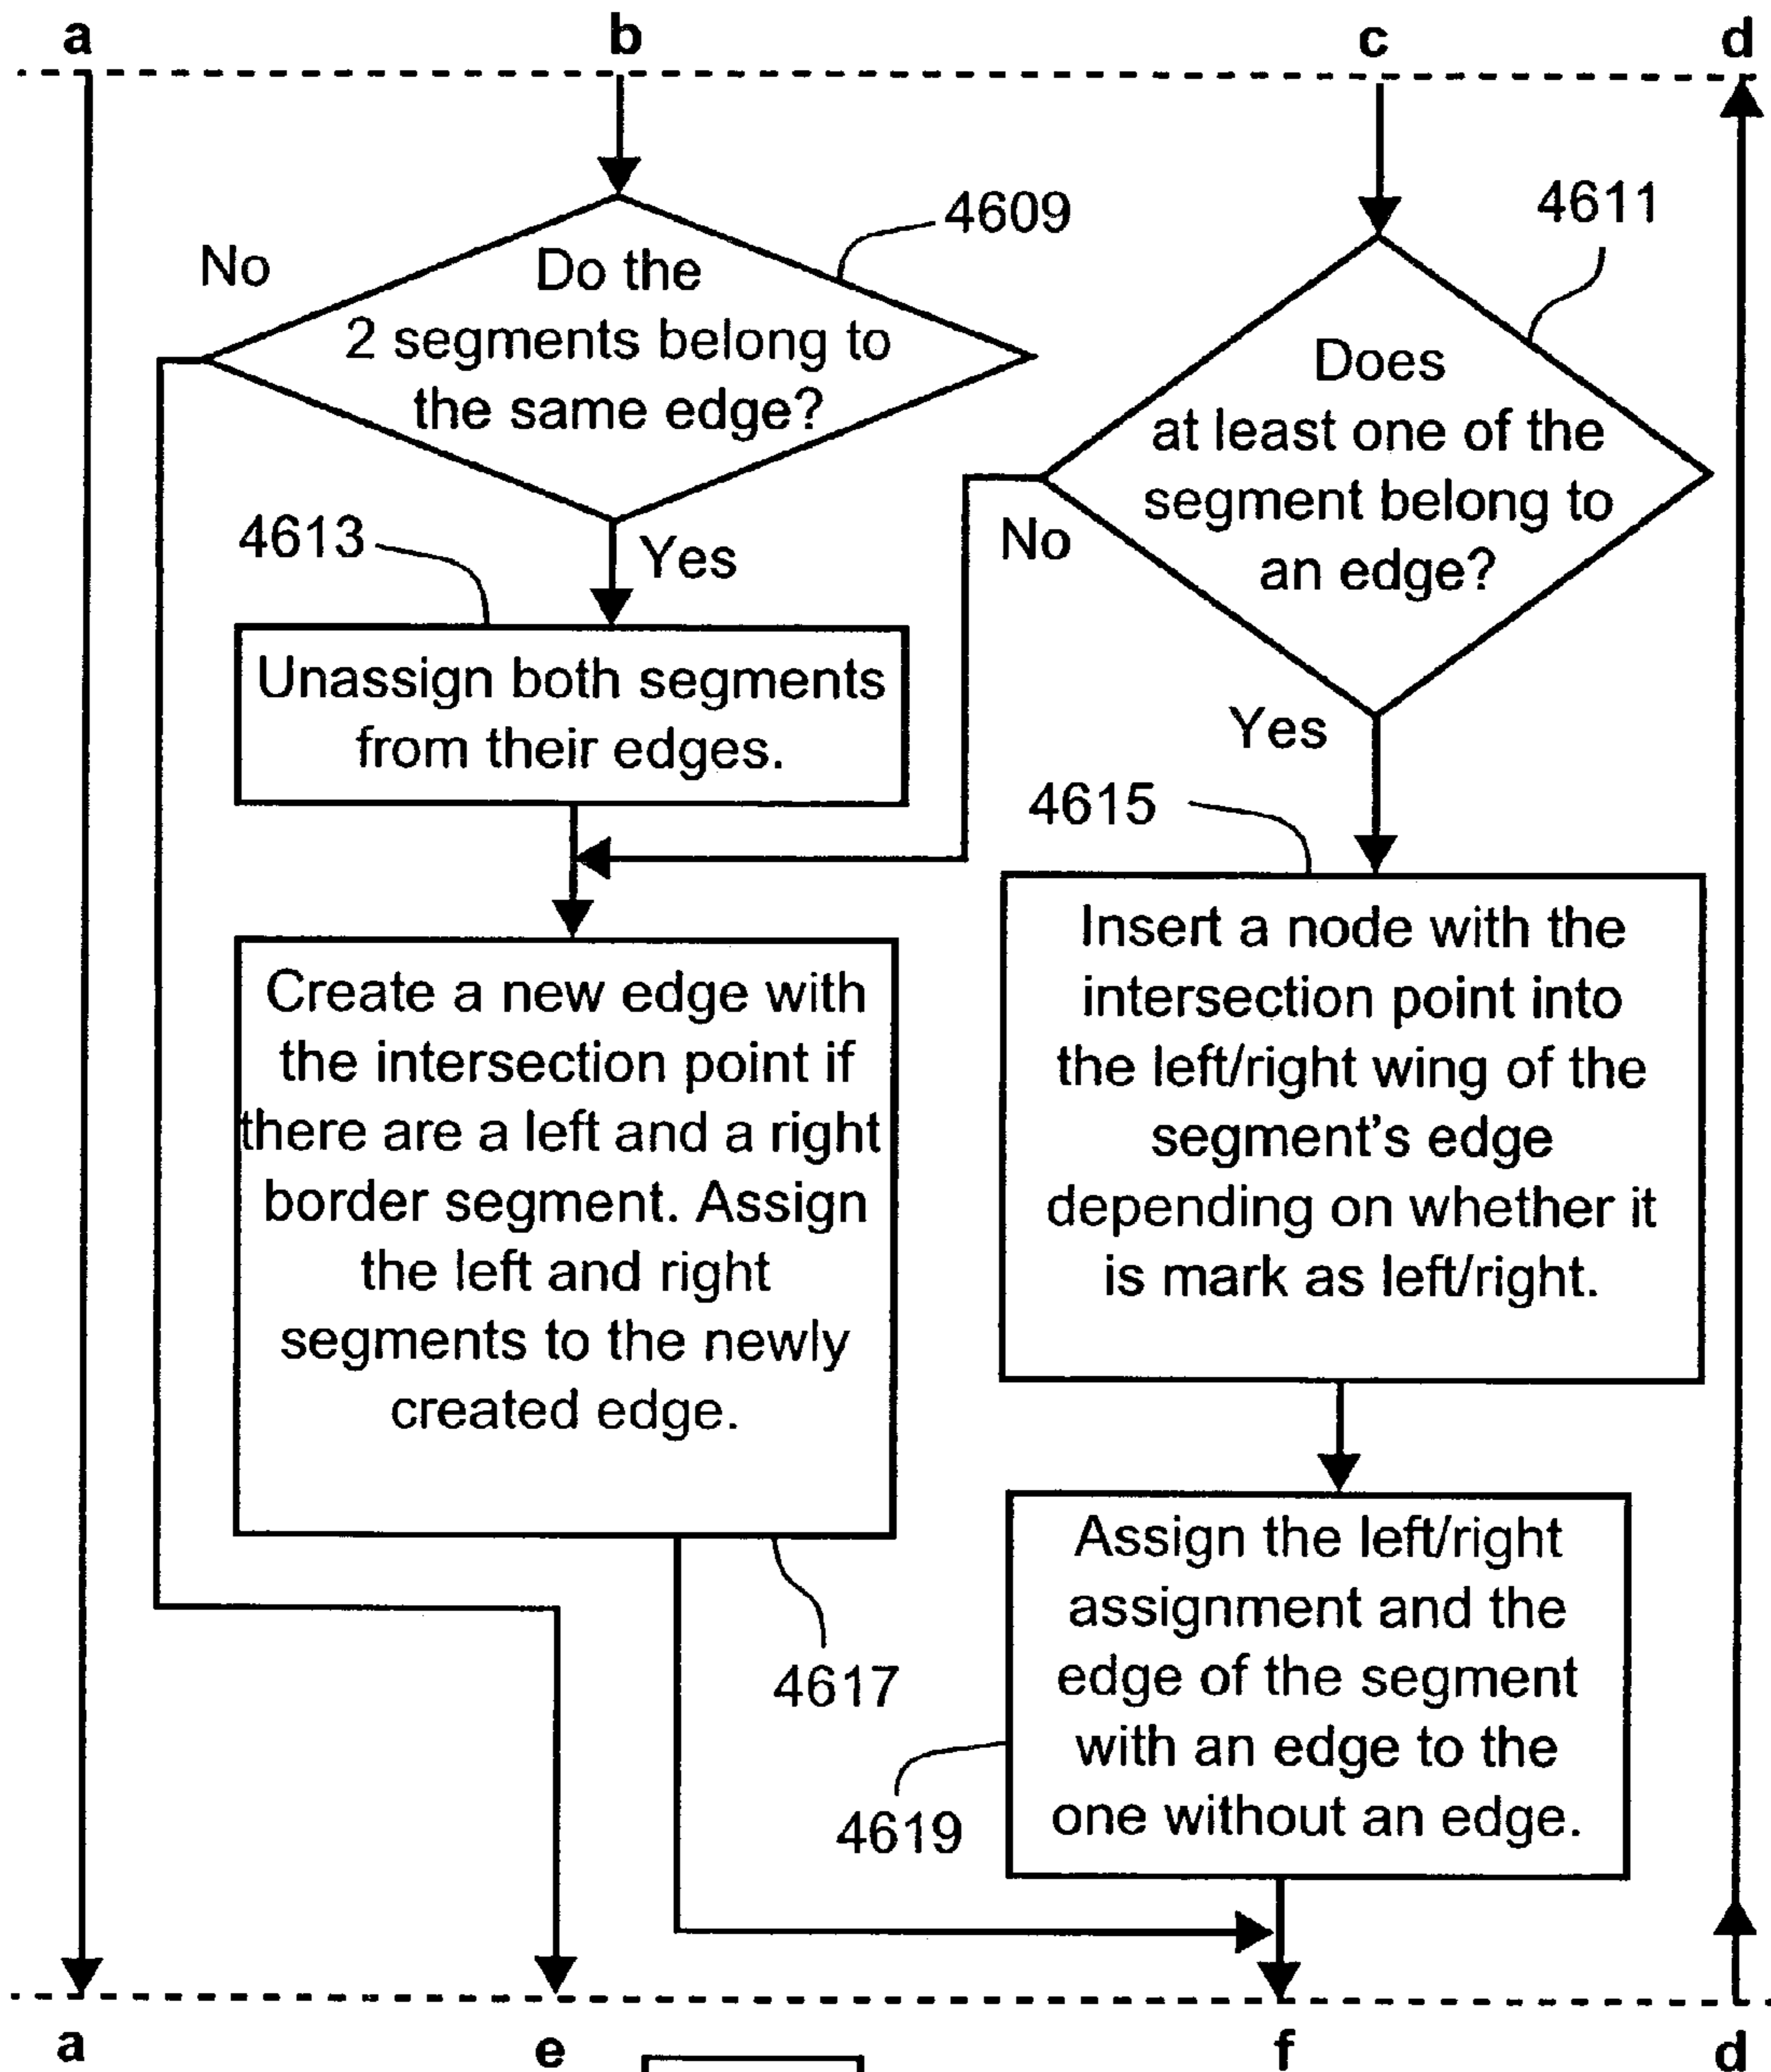 a
b
c
d
4609
4611
No
Do the
2 segments belong to
the same edge?
Does
at least one of the
segment belong to
an edge?
No
4613
Yes
Unassign both segments
from their edges.
Yes
4615
Create a new edge with
the intersection point if
there are a left and a right
border segment. Assign
the left and right
segments to the newly
created edge.
Insert a node with the
intersection point into
the left/right wing of the
segment's edge
depending on whether it
is mark as left/right.
4617
Assign the left/right
assignment and the
edge of the segment
with an edge to the
one without an edge.
4619
a
e
f
d